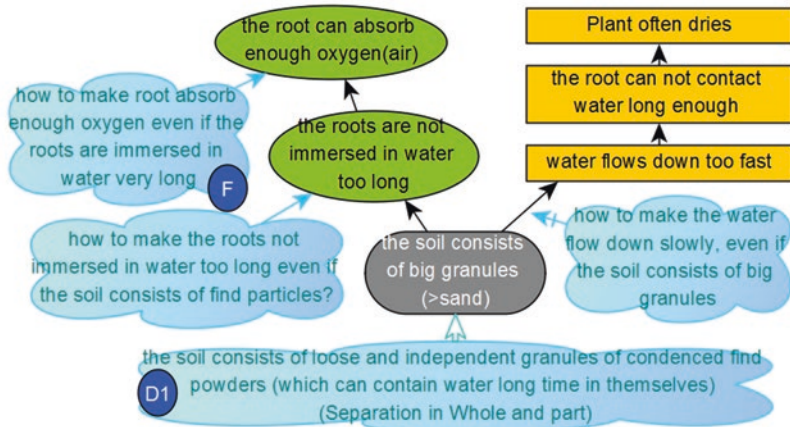 the root can absorb
enough oxygen(air)
Plant often dries
the root can not contact
water long enough
how to make root absorb
enough oxygen even if the
roots are immersed in
water very long
F
the roots are not
immersed in water
too long
water flows down too fast
how to make the roots not
immersed in water too long even if
the soil consists of find particles?
the soil consists
of big granules
(>sand)
how to make the water
flow down slowly, even if
the soil consists of big
granules
the soil consists of loose and independent granules of condenced find
powders (which can contain water long time in themselves)
(Separation in Whole and part)
D1